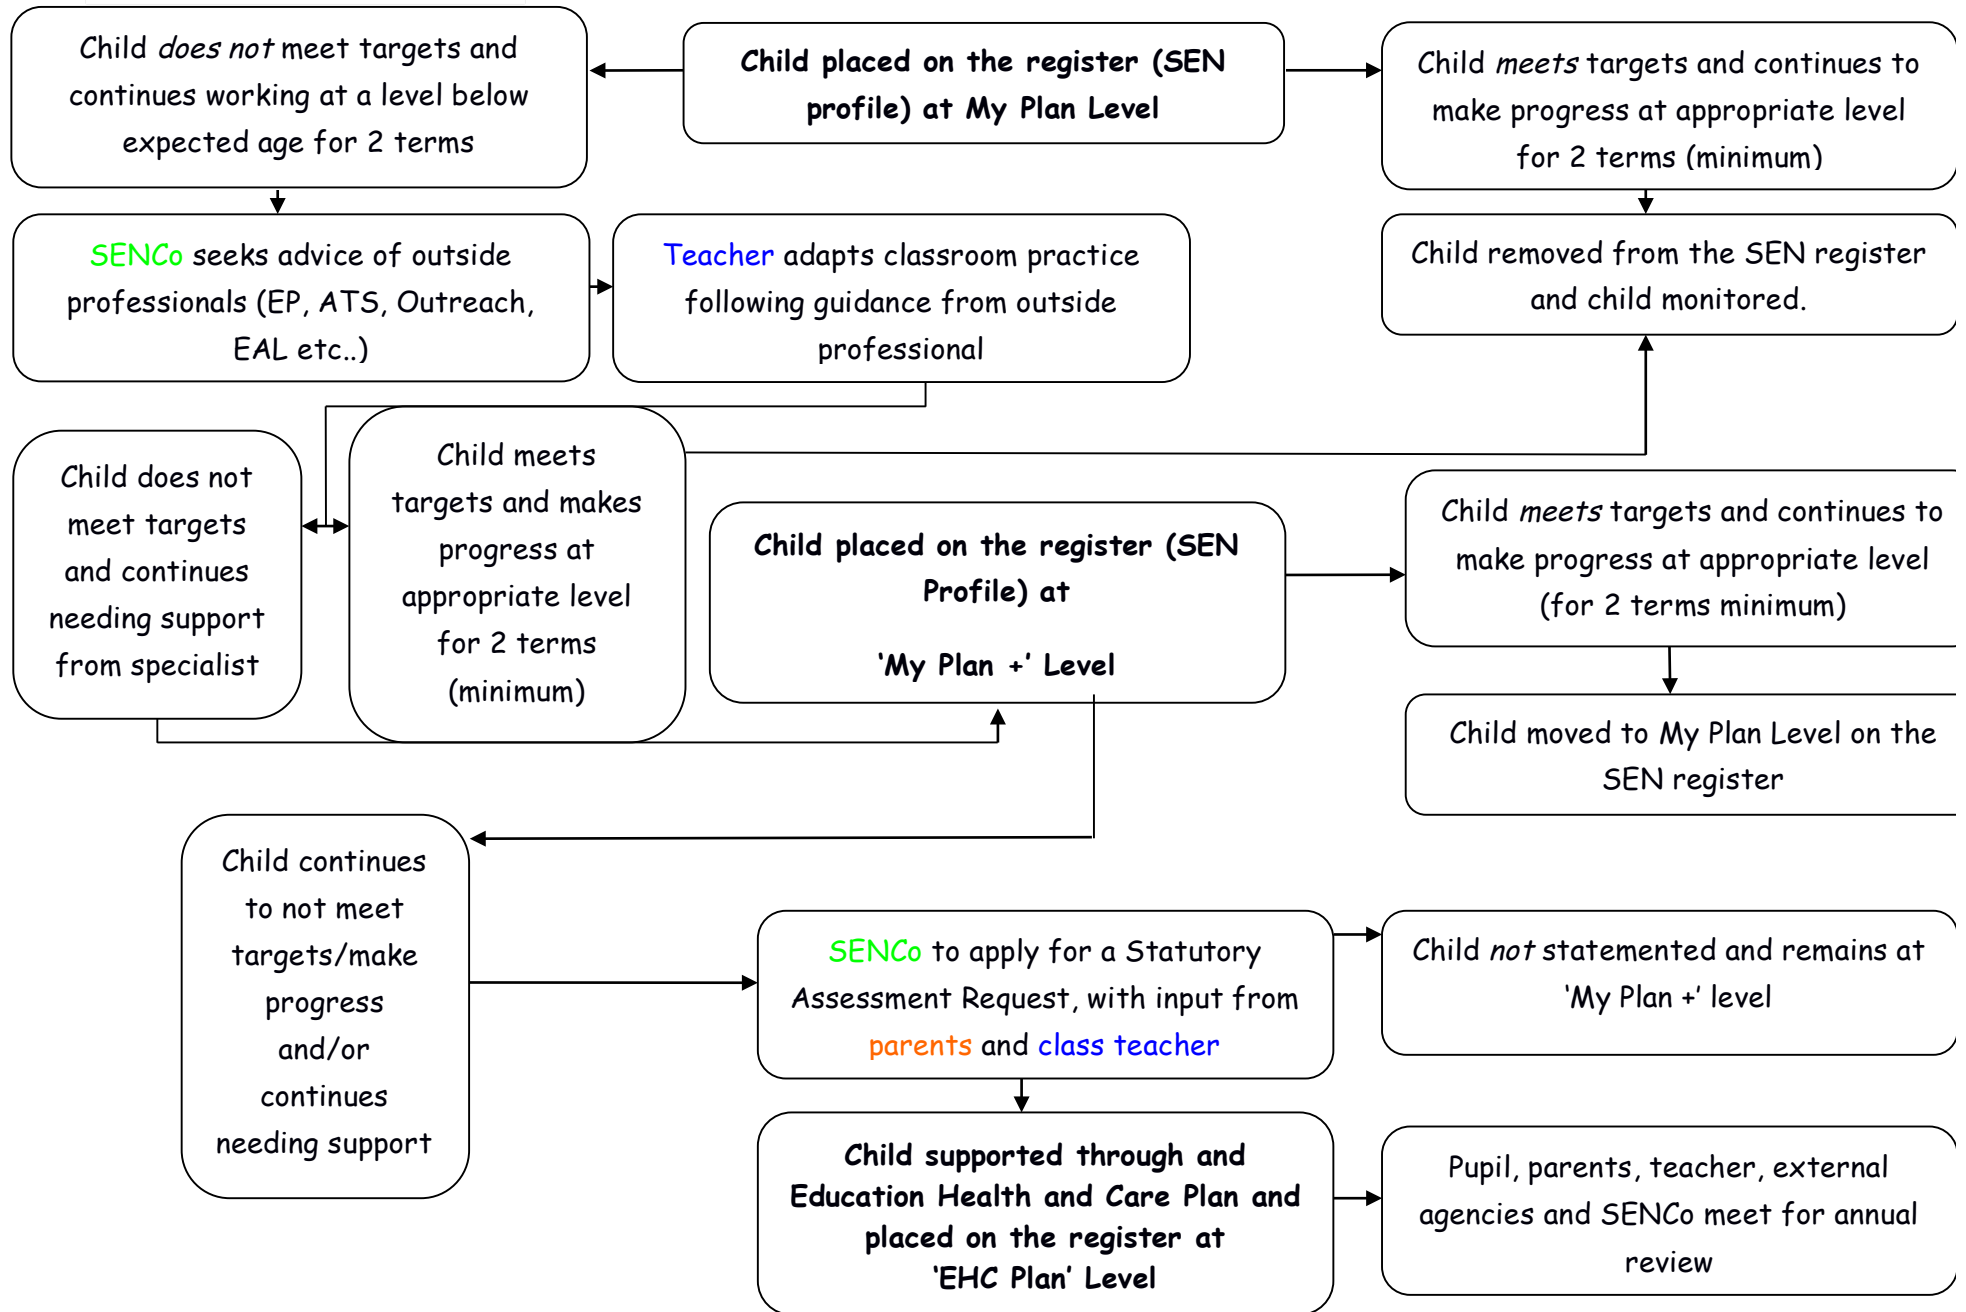 Child does not meet targets and
continues working at a level below
expected age for 2 terms
Child placed on the register (SEN
profile) at My Plan Level
Child meets targets and continues to
make progress at appropriate level
for 2 terms (minimum)
SENCo seeks advice of outside
professionals (EP, ATS, Outreach,
EAL etc..)
Teacher adapts classroom practice
following guidance from outside
professional
Child removed from the SEN register
and child monitored.
Child does not
meet targets
and continues
needing support
from specialist
Child meets
targets and makes
progress at
appropriate level
for 2 terms
(minimum)
Child placed on the register (SEN
Profile) at
‘My Plan +’ Level
Child meets targets and continues to
make progress at appropriate level
(for 2 terms minimum)
Child moved to My Plan Level on the
SEN register
Child continues
to not meet
targets/make
progress
and/or
continues
needing support
SENCo to apply for a Statutory
Assessment Request, with input from
parents and class teacher
Child not statemented and remains at
‘My Plan +’ level
Child supported through and
Education Health and Care Plan and
placed on the register at
‘EHC Plan’ Level
Pupil, parents, teacher, external
agencies and SENCo meet for annual
review